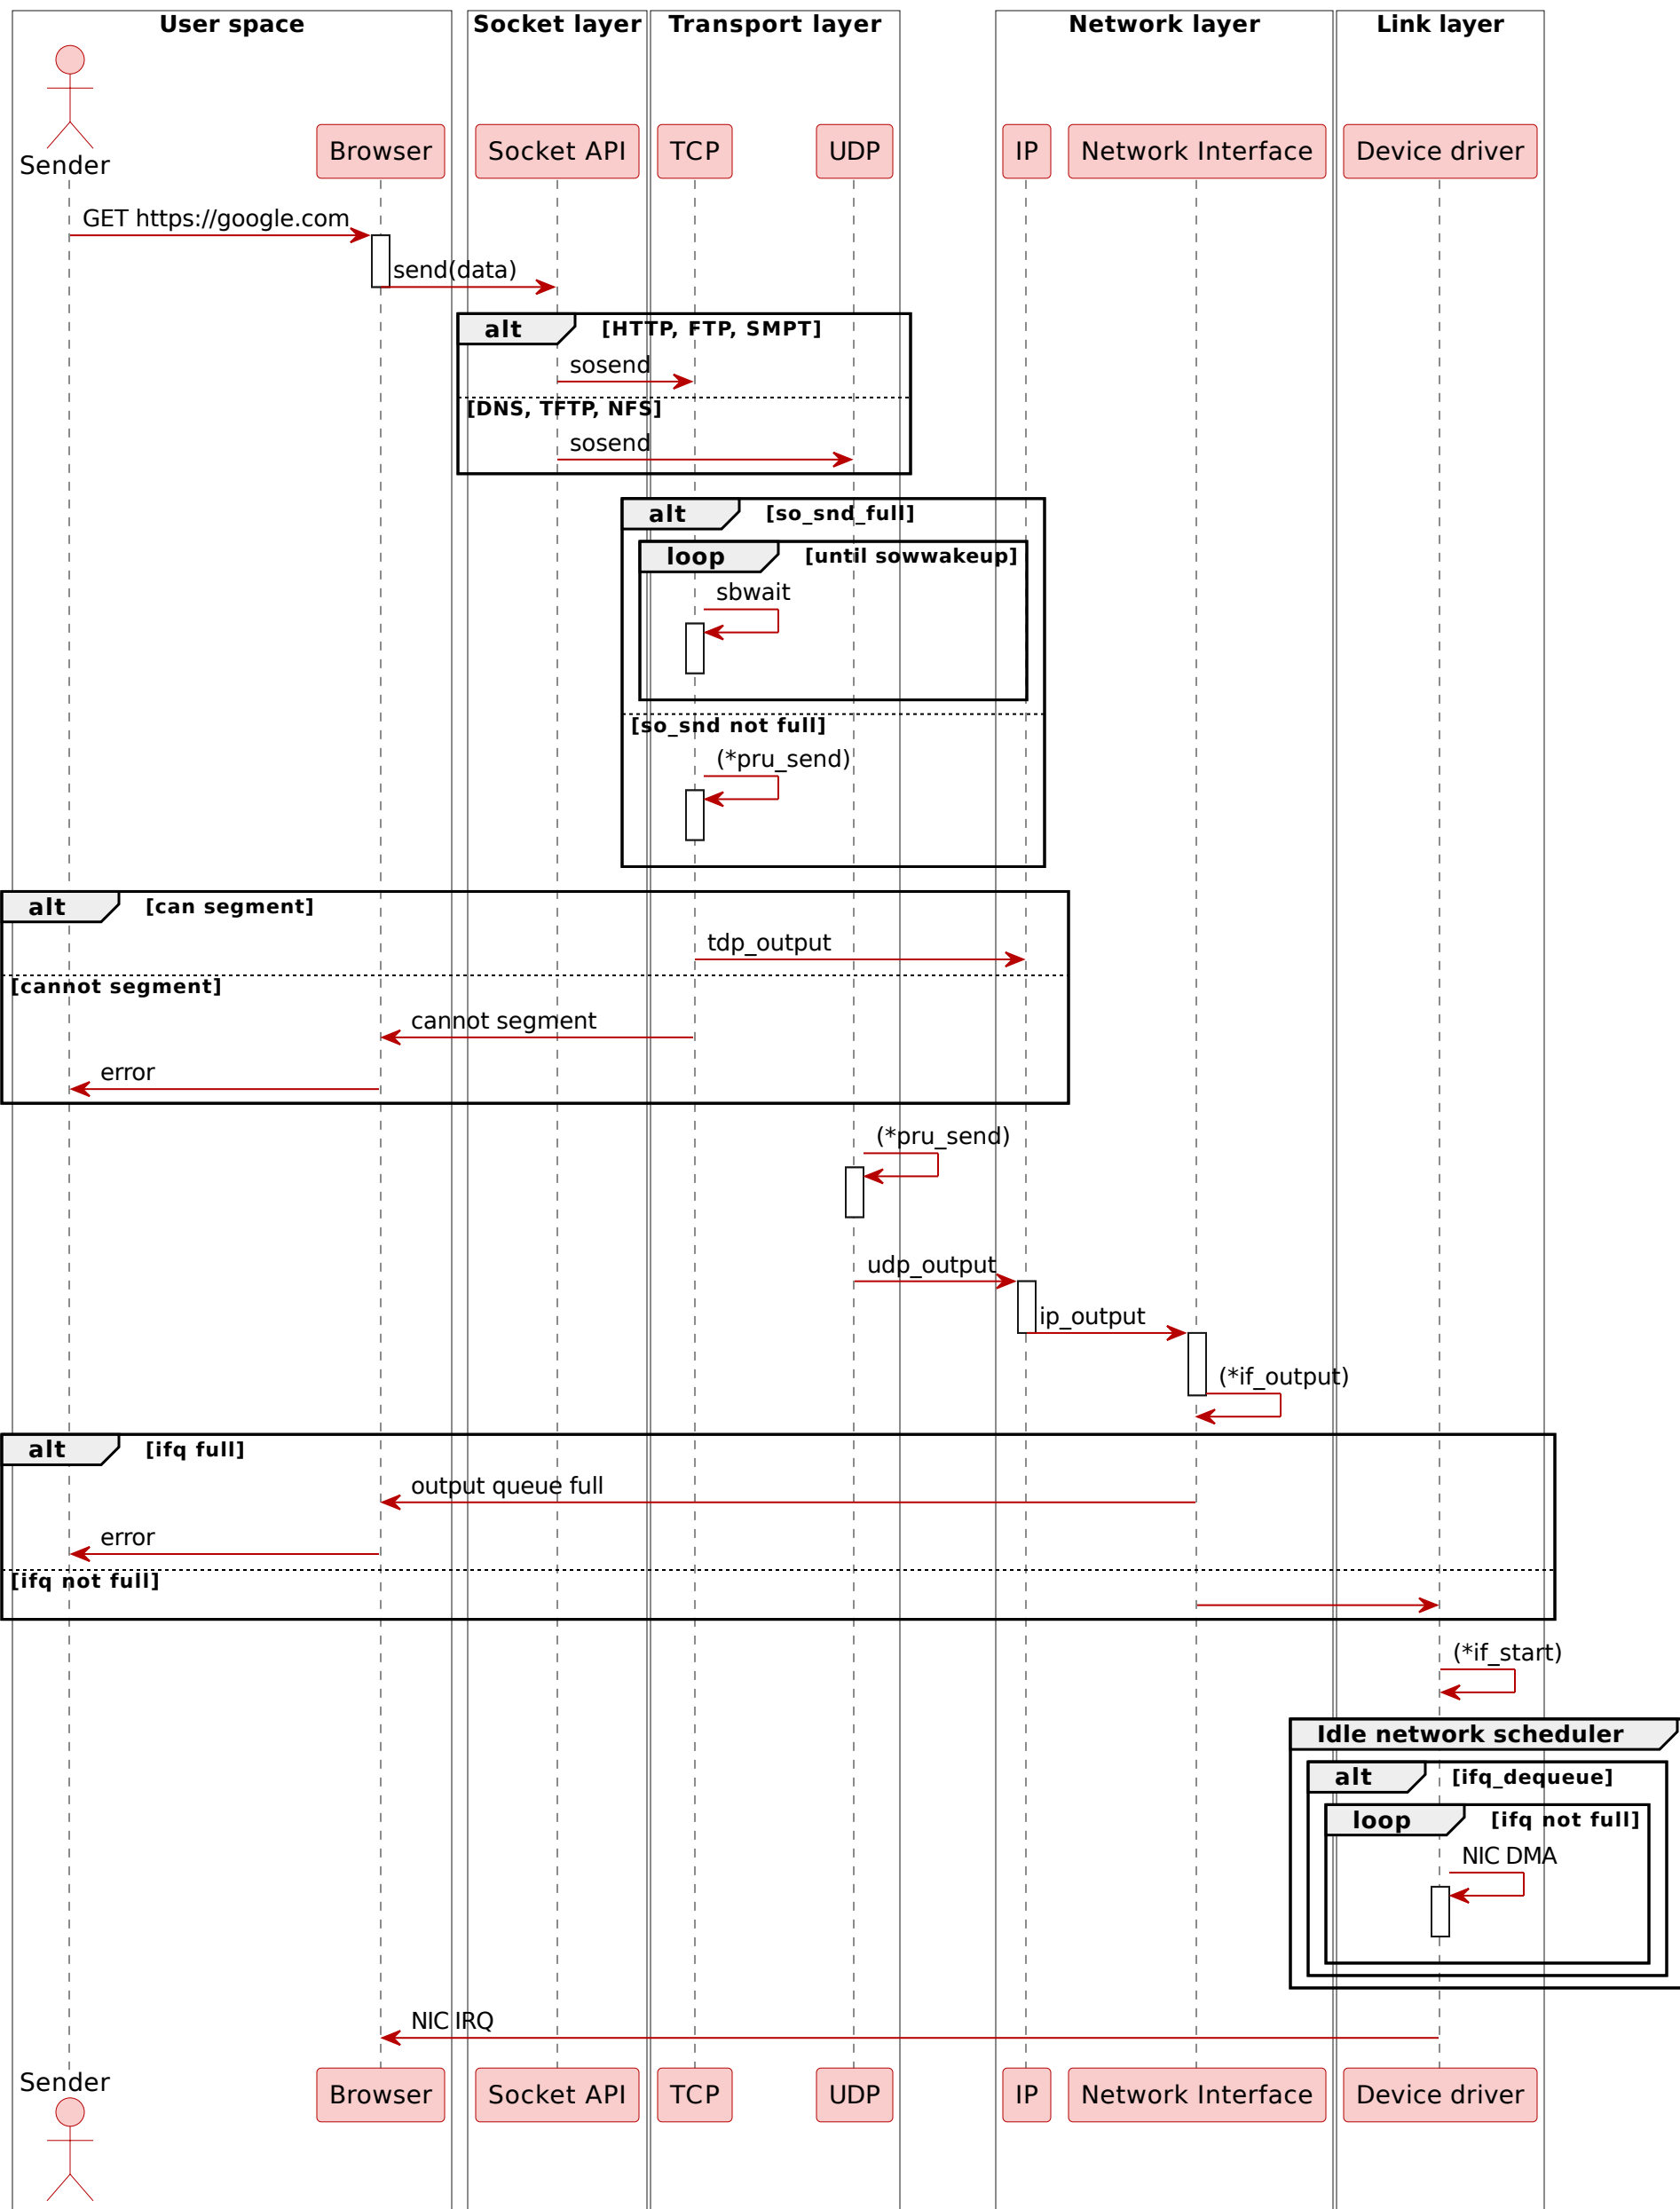 User space
Socket layer
Transport layer
Network layer
Link layer
Sender
Browser
Socket API
TCP
UDP
IP
Network Interface
Device driver
GET https://google.com
send(data)
alt [HTTP, FTP, SMPT]
sosend
[DNS, TFTP, NFS]
sosend
alt [so_snd_full]
loop [until sowwakeup]
sbwait
[so_snd not full]
(*pru_send)
alt [can segment]
tdp_output
[cannot segment]
cannot segment
error
(*pru_send)
udp_output
ip_output
(*if_output)
alt [ifq full]
output queue full
error
[ifq not full]
(*if_start)
Idle network scheduler
alt [ifq_dequeue]
loop [ifq not full]
NIC DMA
NIC IRQ
Sender
Browser
Socket API
TCP
UDP
IP
Network Interface
Device driver